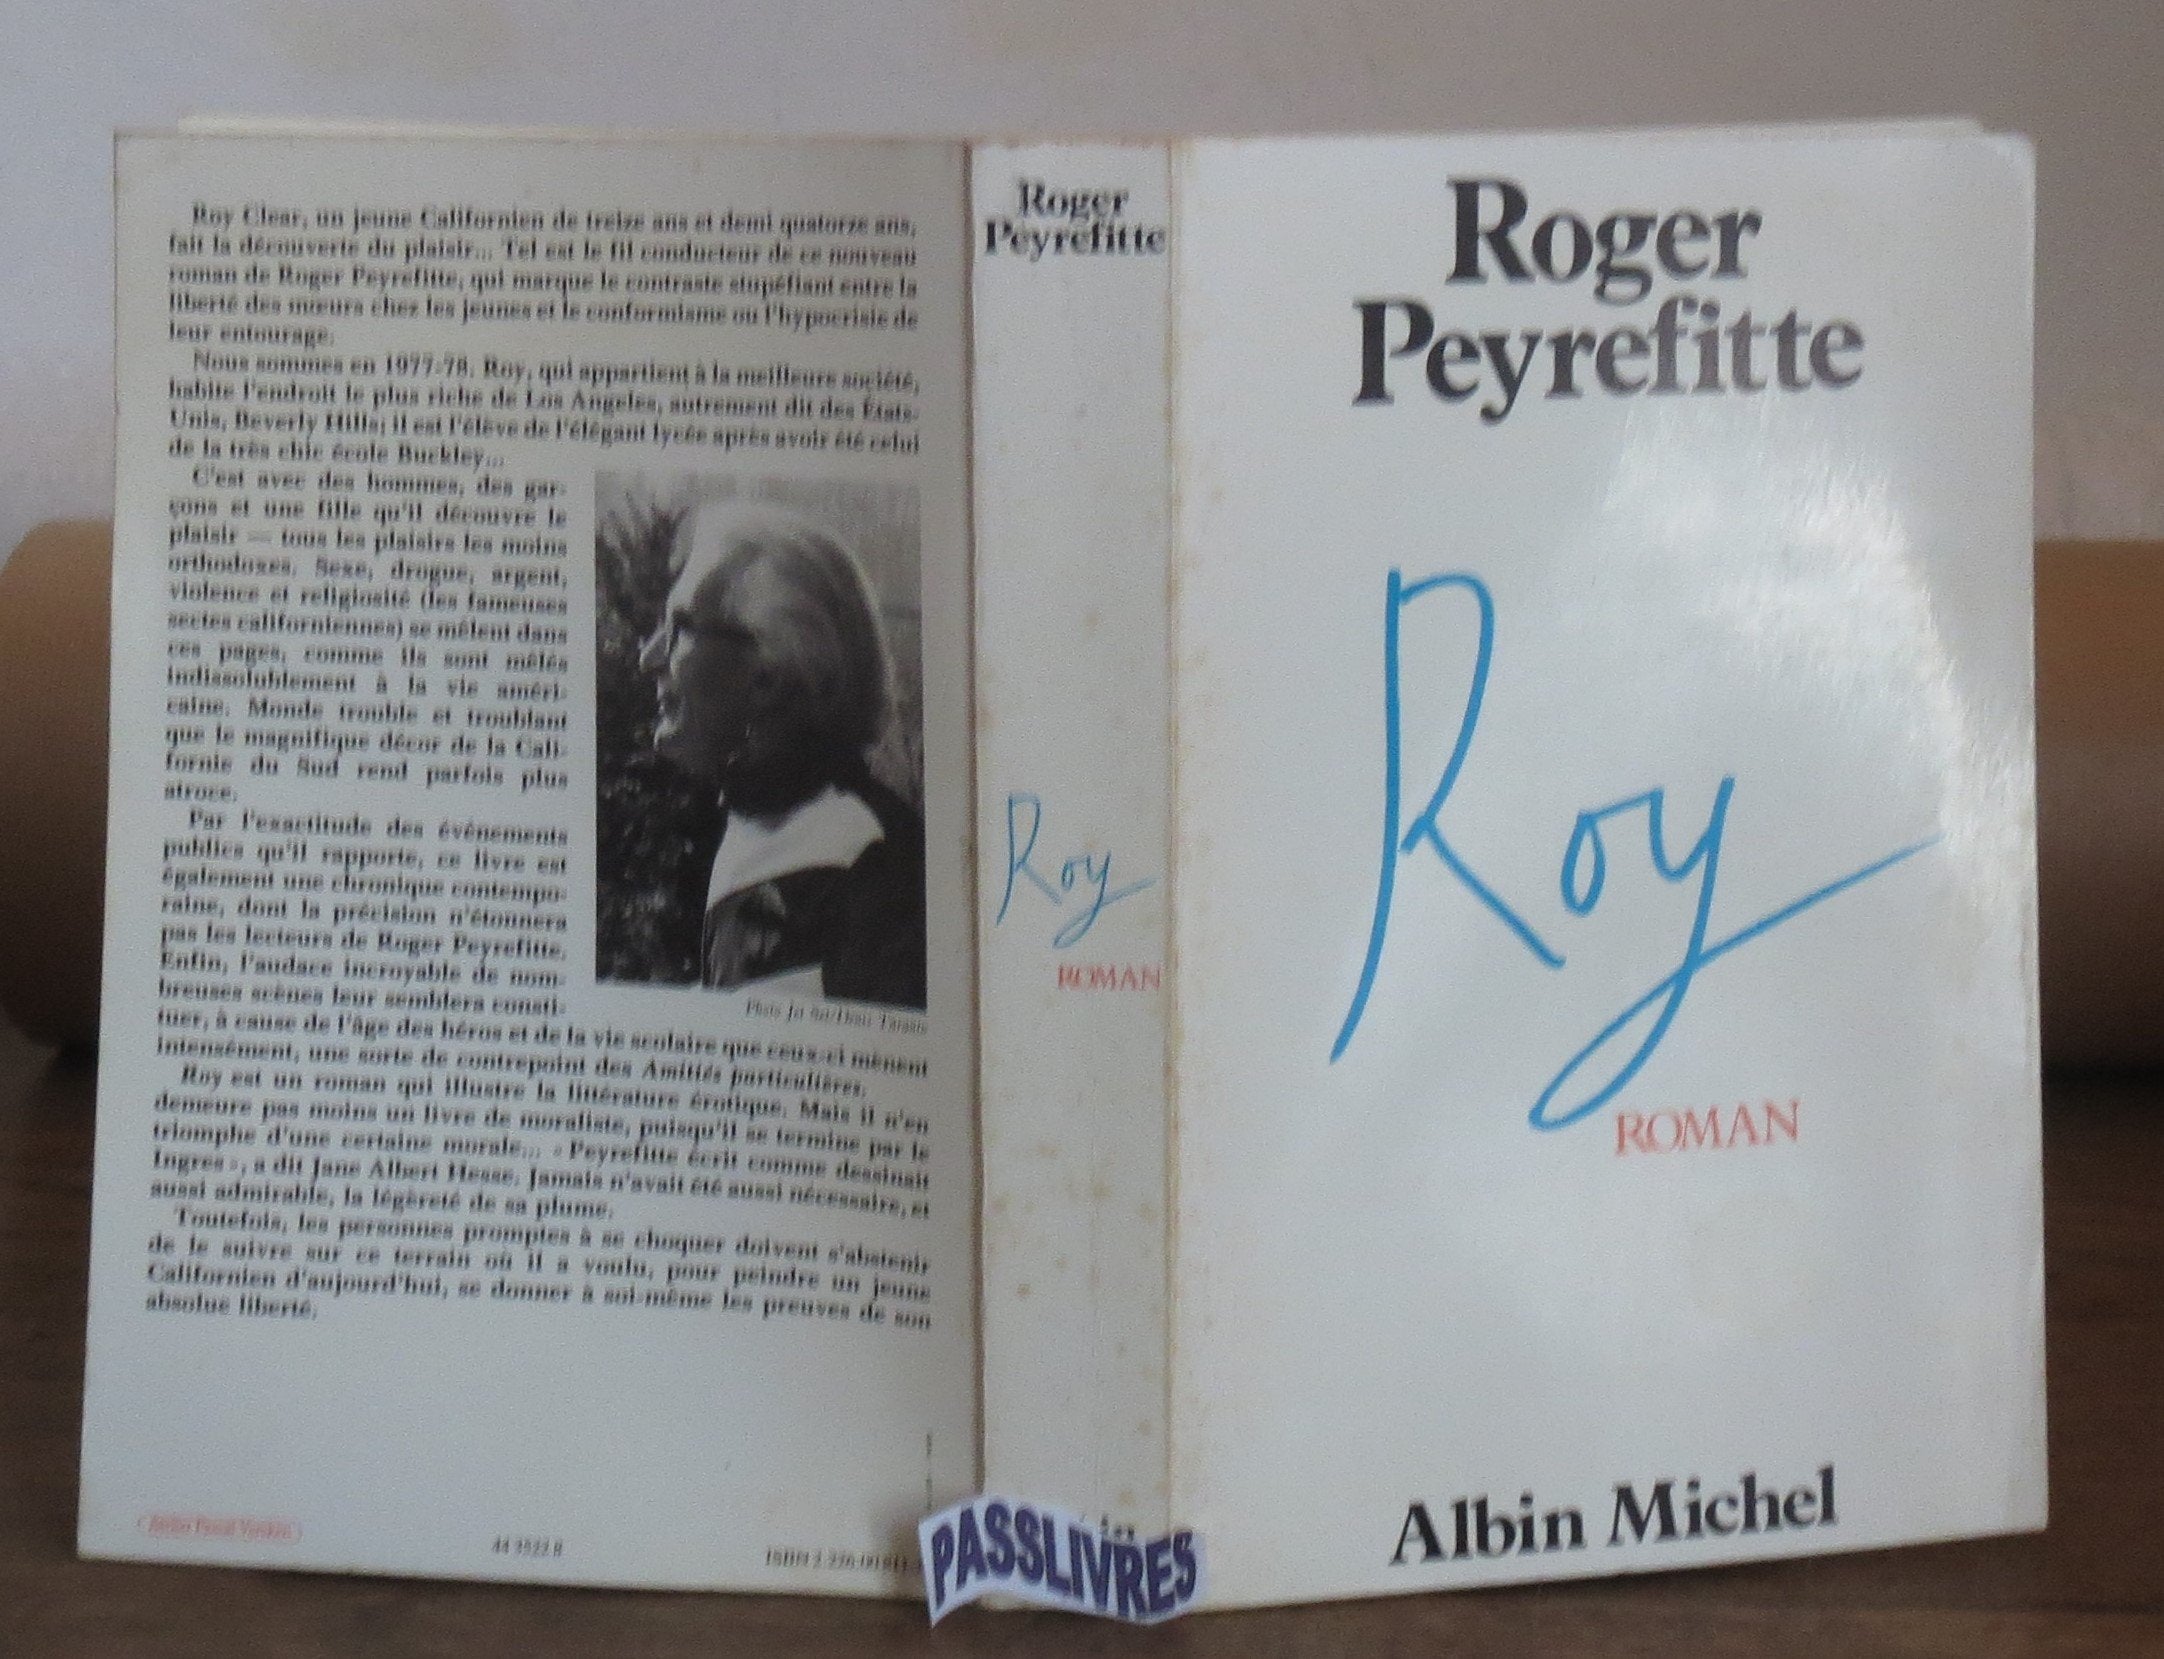 Roy Clear, un jeune Californien de treize ans et demi quatorze ans,
fait la découverte du plaisir... Tel est le fil conducteur de ce nouveau
roman de Roger Peyrefitte, qui marque le contraste stupéfiant entre la
liberté des mœurs chez les jeunes et le conformisme ou l'hypocrisie de
leur entourage.
Nous sommes en 1977-78. Roy, qui appartient à la meilleure société,
habite l'endroit le plus riche de Los Angeles, autrement dit des États-
Unis, Beverly Hills; il est l'élève de l'élégant lycée après avoir été celui
de la très chic école Buckley...
C'est avec des hommes, des gar-
çons et une fille qu'il découvre le
plaisir — tous les plaisirs les moins
orthodoxes. Sexe, drogue, argent,
violence et religiosité (les fameuses
sectes californiennes) se mêlent dans
ces pages, comme ils sont mêlés
indissolublement à la vie améri-
caine. Monde trouble et troublant
que le magnifique décor de la Cali-
fornie du Sud rend parfois plus
atroce.
Par l'exactitude des événements
publics qu'il rapporte, ce livre est
également une chronique contempo-
raine, dont la précision n'étonnera
pas les lecteurs de Roger Peyrefitte.
Enfin, l'audace incroyable de nom-
breuses scènes leur semblera consti-
tuer, à cause de l'âge des héros et de la vie scolaire que ceux-ci mènent
intensément, une sorte de contrepoint des Amitiés particulières.
Roy est un roman qui illustre la littérature érotique. Mais il n'en
demeure pas moins un livre de moraliste, puisqu'il se termine par le
triomphe d'une certaine morale... « Peyrefitte écrit comme dessinait
Ingres », a dit Jane Albert Hesse. Jamais n'avait été aussi nécessaire, et
aussi admirable, la légèreté de sa plume.
Toutefois, les personnes promptes à se choquer doivent s'abstenir
de le suivre sur ce terrain où il a voulu, pour peindre un jeune
Californien d'aujourd'hui, se donner à soi-même les preuves de son
absolue liberté.
Photo
44 3522 8
ISBN 2-226-
Roger
Peyrefitte
Roy
ROMAN
PASSLIVRES
Roger
Peyrefitte
Roy
ROMAN
Albin Michel